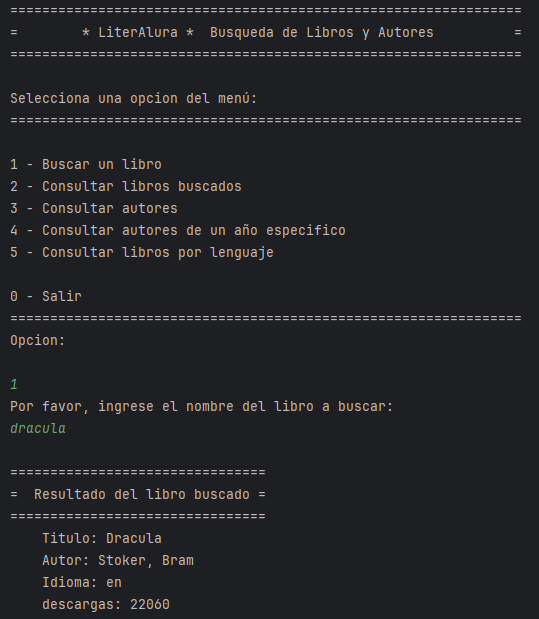 ================================================================
=        * LiterAlura *  Busqueda de Libros y Autores          =
================================================================
Selecciona una opcion del menú:
================================================================
1 - Buscar un libro
2 - Consultar libros buscados
3 - Consultar autores
4 - Consultar autores de un año especifico
5 - Consultar libros por lenguaje
0 - Salir
================================================================
Opcion:
1
Por favor, ingrese el nombre del libro a buscar:
dracula
================================
=  Resultado del libro buscado =
================================
    Titulo: Dracula
    Autor: Stoker, Bram
    Idioma: en
    descargas: 22060